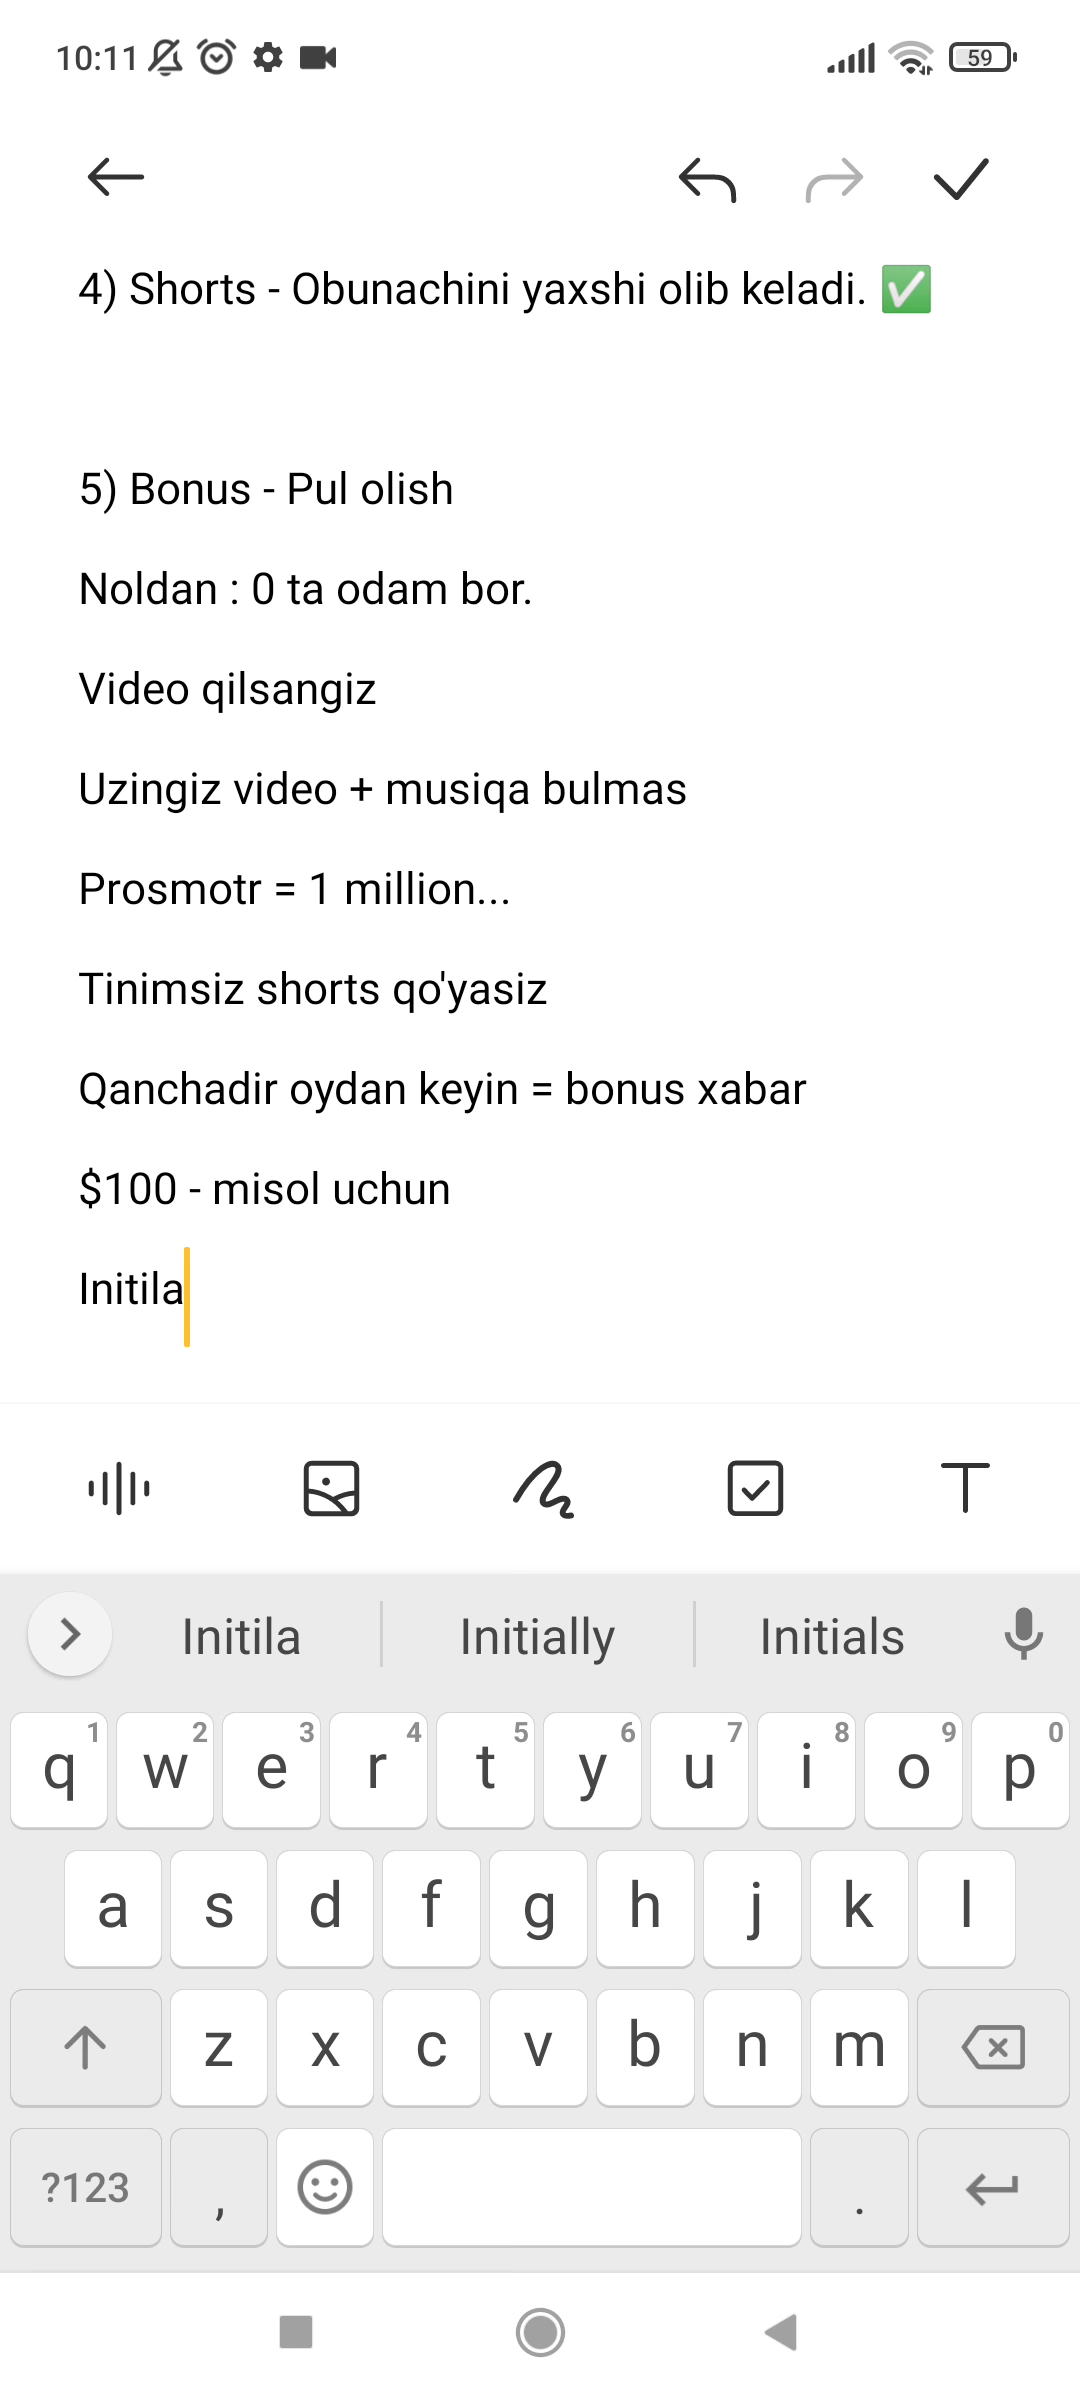 10:11 59
4) Shorts - Obunachini yaxshi olib keladi. ✅
5) Bonus - Pul olish
Noldan : 0 ta odam bor.
Video qilsangiz
Uzingiz video + musiqa bulmas
Prosmotr = 1 million...
Tinimsiz shorts qo'yasiz
Qanchadir oydan keyin = bonus xabar
$100 - misol uchun
Initila
Initila Initially Initials
1 2 3 4 5 6 7 8 9 0
q w e r t y u i o p
a s d f g h j k l
z x c v b n m
?123 , .